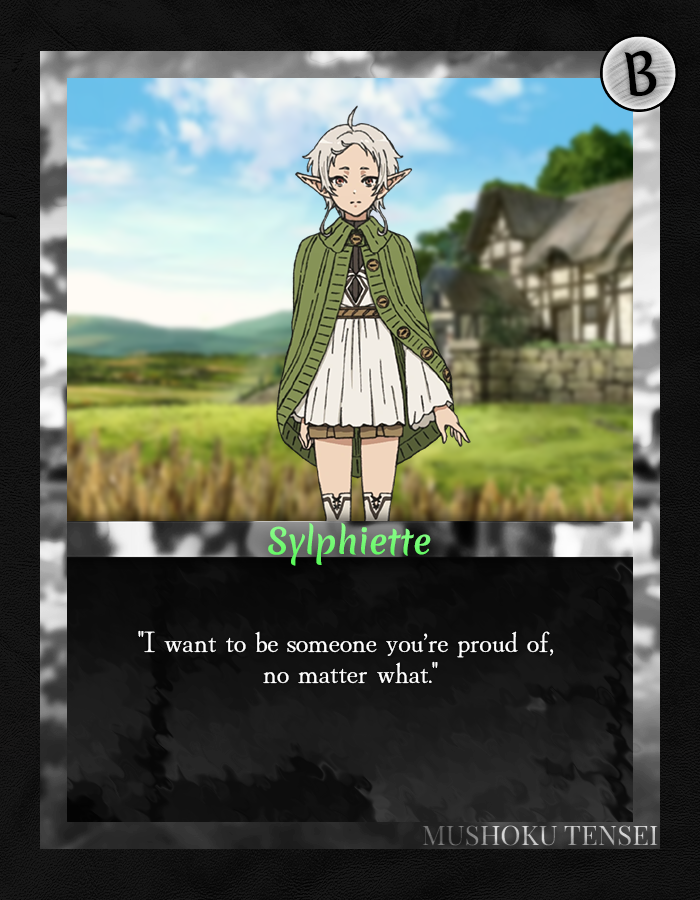 B
Sylphiette
"I want to be someone you're proud of,
no matter what."
MUSHOKU TENSEI